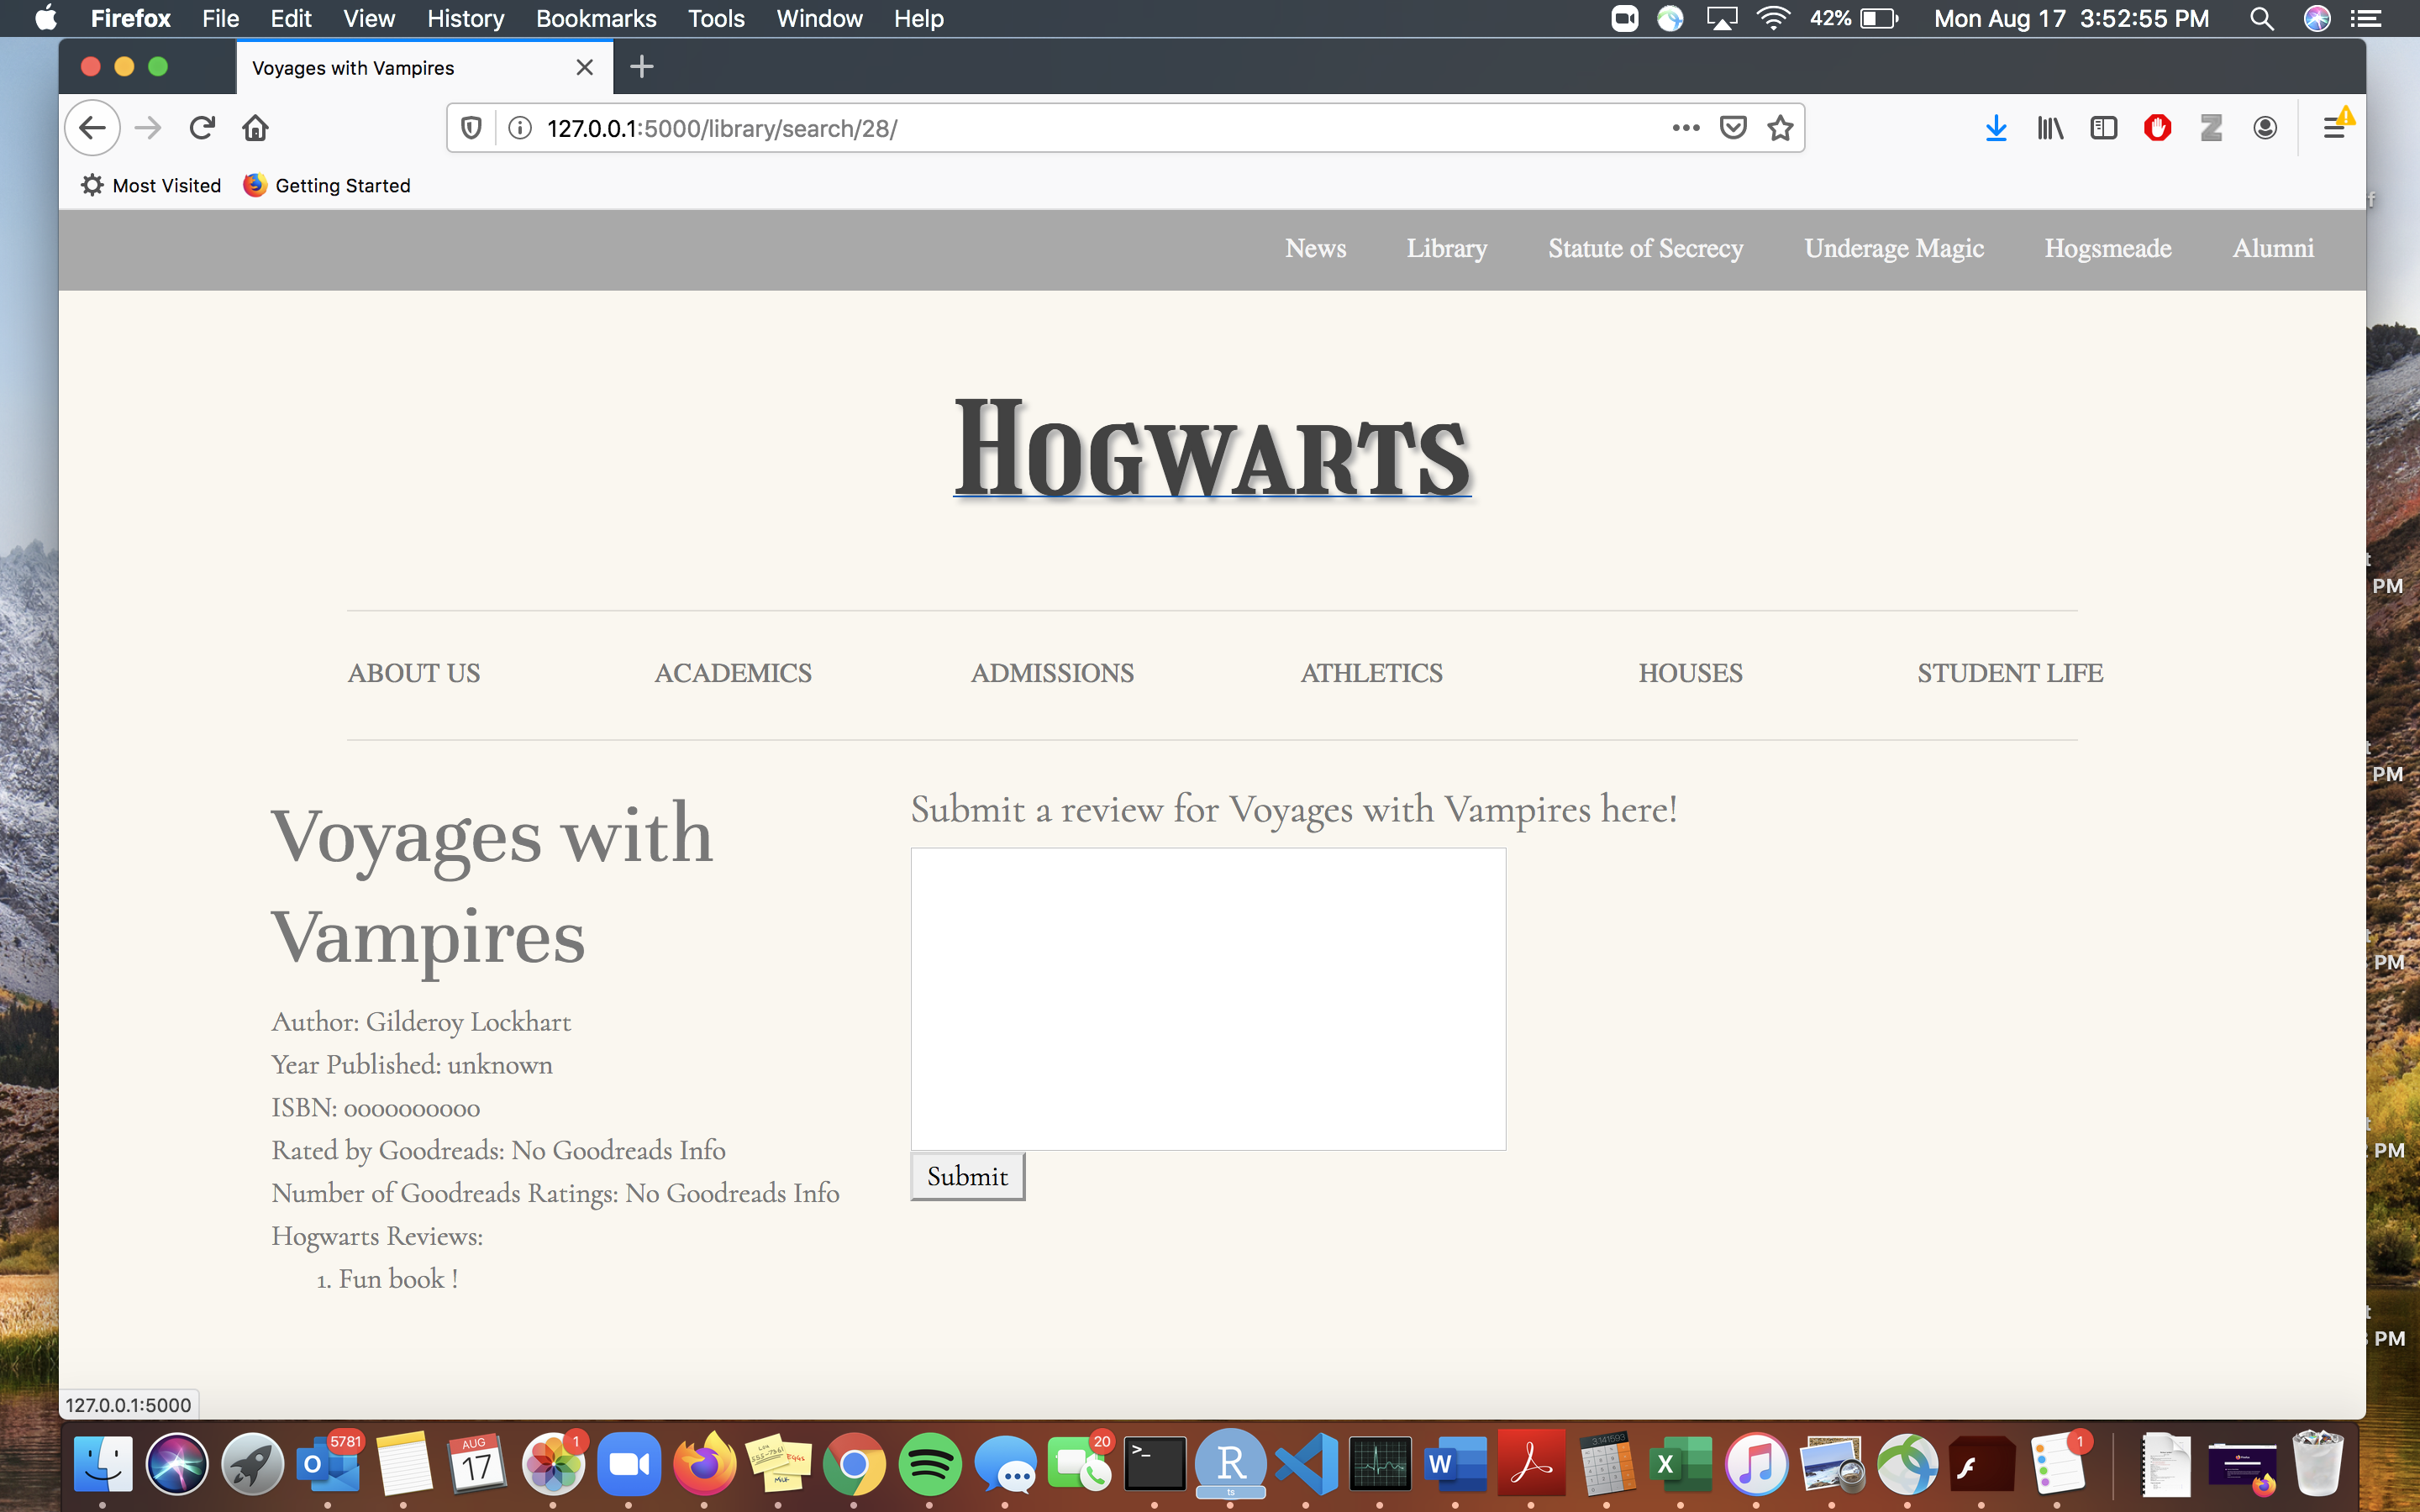 Firefox File Edit View History Bookmarks Tools Window Help 42% Mon Aug 17 3:52:55 PM
Voyages with Vampires
127.0.0.1:5000/library/search/28/
Most Visited Getting Started
News Library Statute of Secrecy Underage Magic Hogsmeade Alumni
Hogwarts
ABOUT US ACADEMICS ADMISSIONS ATHLETICS HOUSES STUDENT LIFE
Voyages with
Vampires
Author: Gilderoy Lockhart
Year Published: unknown
ISBN: 0000000000
Rated by Goodreads: No Goodreads Info
Number of Goodreads Ratings: No Goodreads Info
Hogwarts Reviews:
1. Fun book !
Submit a review for Voyages with Vampires here!
Submit
PM
PM
PM
PM
PM
127.0.0.1:5000
5781
AUG
17
1
20
R
ts
W
X
1